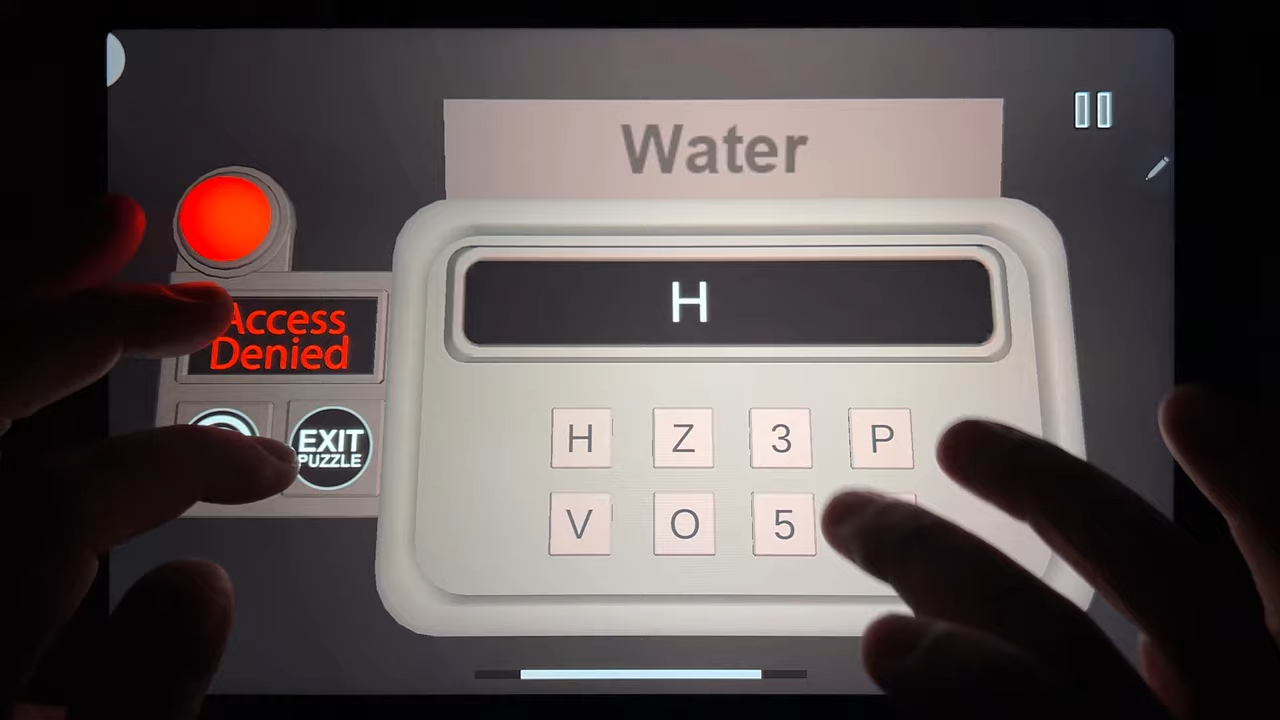 Water
H
Access
Denied
EXIT
PUZZLE
H Z 3 P
V O 5